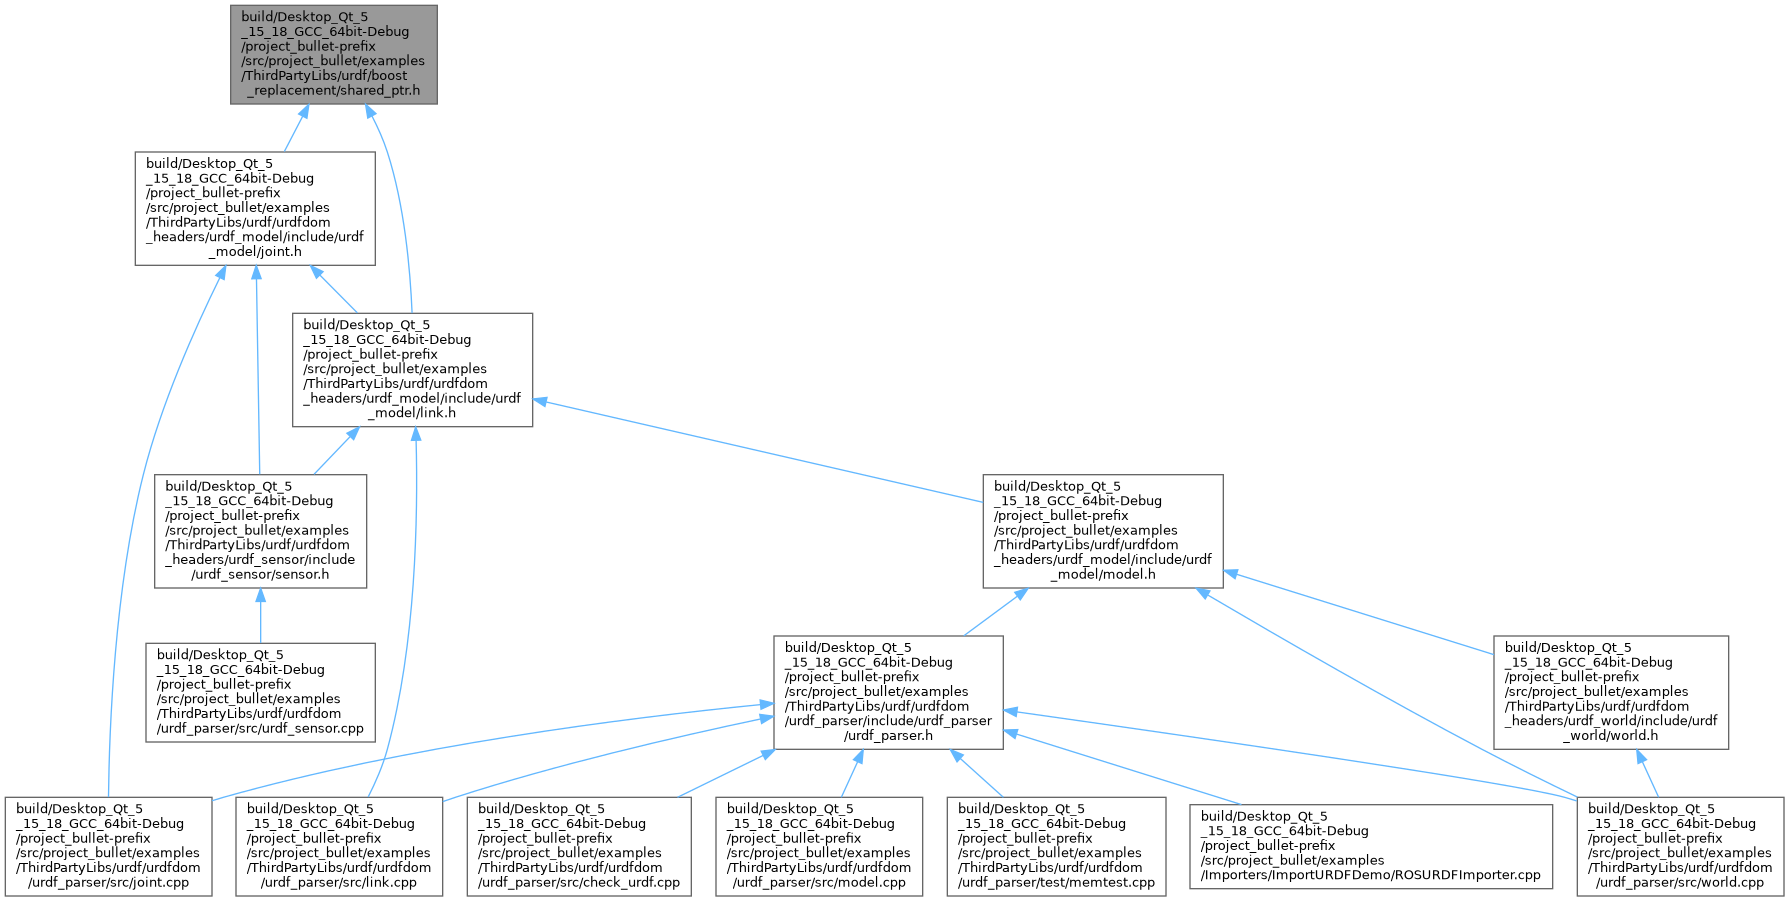 build/Desktop_Qt_5
_15_18_GCC_64bit-Debug
/project_bullet-prefix
/src/project_bullet/examples
/ThirdPartyLibs/urdf/boost
_replacement/shared_ptr.h
build/Desktop_Qt_5
_15_18_GCC_64bit-Debug
/project_bullet-prefix
/src/project_bullet/examples
/ThirdPartyLibs/urdf/urdfdom
_headers/urdf_model/include/urdf
_model/joint.h
build/Desktop_Qt_5
_15_18_GCC_64bit-Debug
/project_bullet-prefix
/src/project_bullet/examples
/ThirdPartyLibs/urdf/urdfdom
_headers/urdf_model/include/urdf
_model/link.h
build/Desktop_Qt_5
_15_18_GCC_64bit-Debug
/project_bullet-prefix
/src/project_bullet/examples
/ThirdPartyLibs/urdf/urdfdom
_headers/urdf_sensor/include
/urdf_sensor/sensor.h
build/Desktop_Qt_5
_15_18_GCC_64bit-Debug
/project_bullet-prefix
/src/project_bullet/examples
/ThirdPartyLibs/urdf/urdfdom
_headers/urdf_model/include/urdf
_model/model.h
build/Desktop_Qt_5
_15_18_GCC_64bit-Debug
/project_bullet-prefix
/src/project_bullet/examples
/ThirdPartyLibs/urdf/urdfdom
/urdf_parser/src/urdf_sensor.cpp
build/Desktop_Qt_5
_15_18_GCC_64bit-Debug
/project_bullet-prefix
/src/project_bullet/examples
/ThirdPartyLibs/urdf/urdfdom
/urdf_parser/include/urdf_parser
/urdf_parser.h
build/Desktop_Qt_5
_15_18_GCC_64bit-Debug
/project_bullet-prefix
/src/project_bullet/examples
/ThirdPartyLibs/urdf/urdfdom
_headers/urdf_world/include/urdf
_world/world.h
build/Desktop_Qt_5
_15_18_GCC_64bit-Debug
/project_bullet-prefix
/src/project_bullet/examples
/ThirdPartyLibs/urdf/urdfdom
/urdf_parser/src/joint.cpp
build/Desktop_Qt_5
_15_18_GCC_64bit-Debug
/project_bullet-prefix
/src/project_bullet/examples
/ThirdPartyLibs/urdf/urdfdom
/urdf_parser/src/link.cpp
build/Desktop_Qt_5
_15_18_GCC_64bit-Debug
/project_bullet-prefix
/src/project_bullet/examples
/ThirdPartyLibs/urdf/urdfdom
/urdf_parser/src/check_urdf.cpp
build/Desktop_Qt_5
_15_18_GCC_64bit-Debug
/project_bullet-prefix
/src/project_bullet/examples
/ThirdPartyLibs/urdf/urdfdom
/urdf_parser/src/model.cpp
build/Desktop_Qt_5
_15_18_GCC_64bit-Debug
/project_bullet-prefix
/src/project_bullet/examples
/ThirdPartyLibs/urdf/urdfdom
/urdf_parser/test/memtest.cpp
build/Desktop_Qt_5
_15_18_GCC_64bit-Debug
/project_bullet-prefix
/src/project_bullet/examples
/Importers/ImportURDFDemo/ROSURDFImporter.cpp
build/Desktop_Qt_5
_15_18_GCC_64bit-Debug
/project_bullet-prefix
/src/project_bullet/examples
/ThirdPartyLibs/urdf/urdfdom
/urdf_parser/src/world.cpp